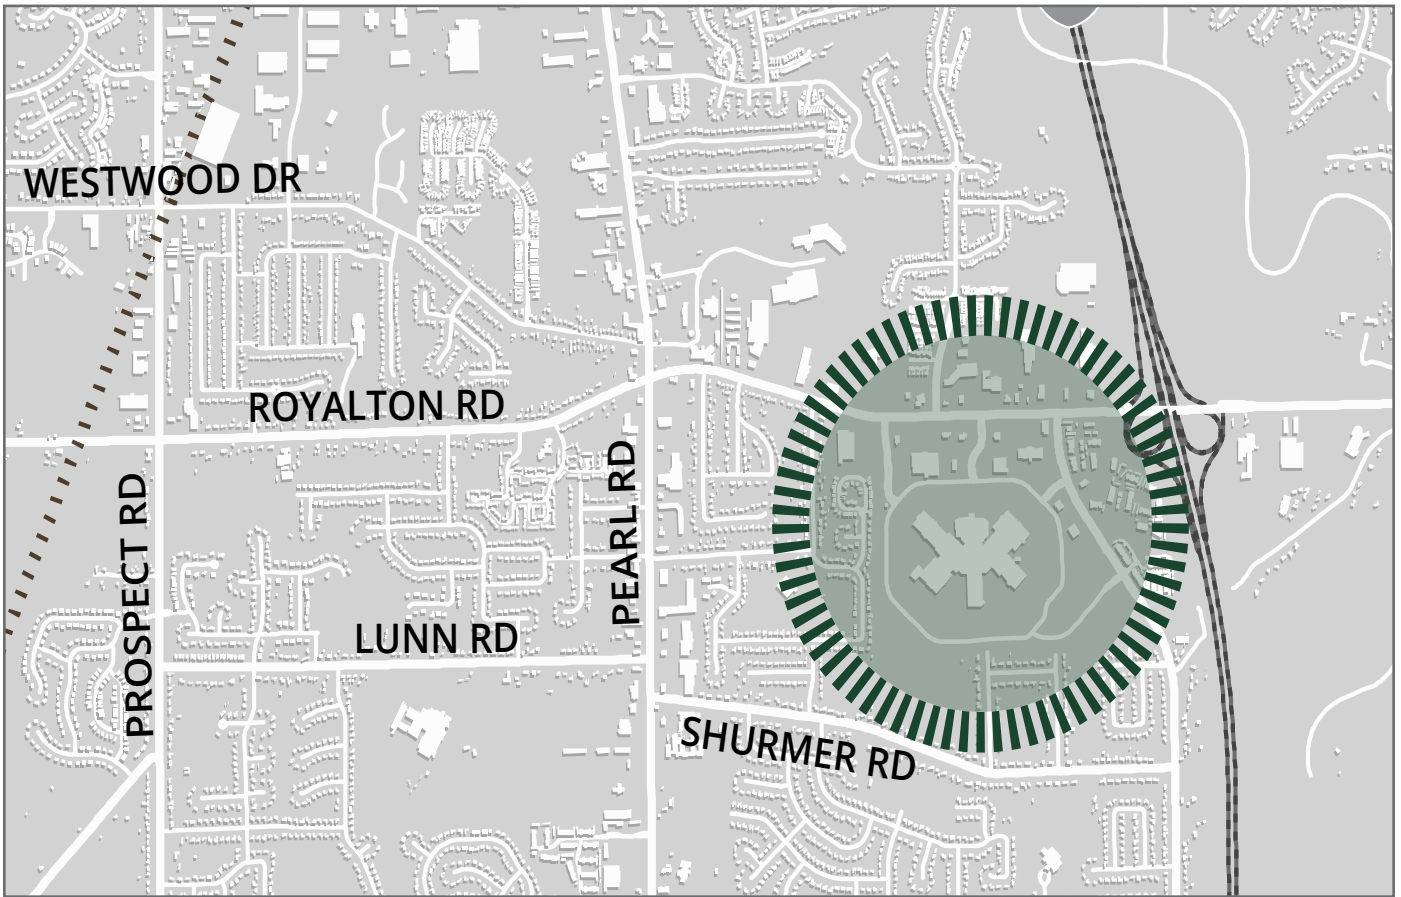 WESTWOOD DR
ROYALTON RD
PEARL RD
PROSPECT RD
LUNN RD
SHURMER RD